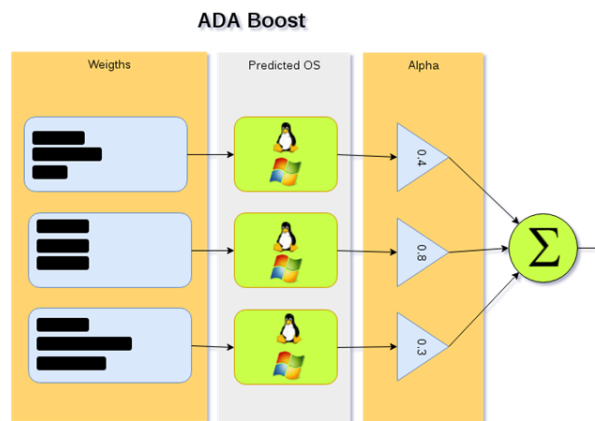 ADA Boost
Weigths
Predicted OS
Alpha
0.4
0.8
0.3
Σ